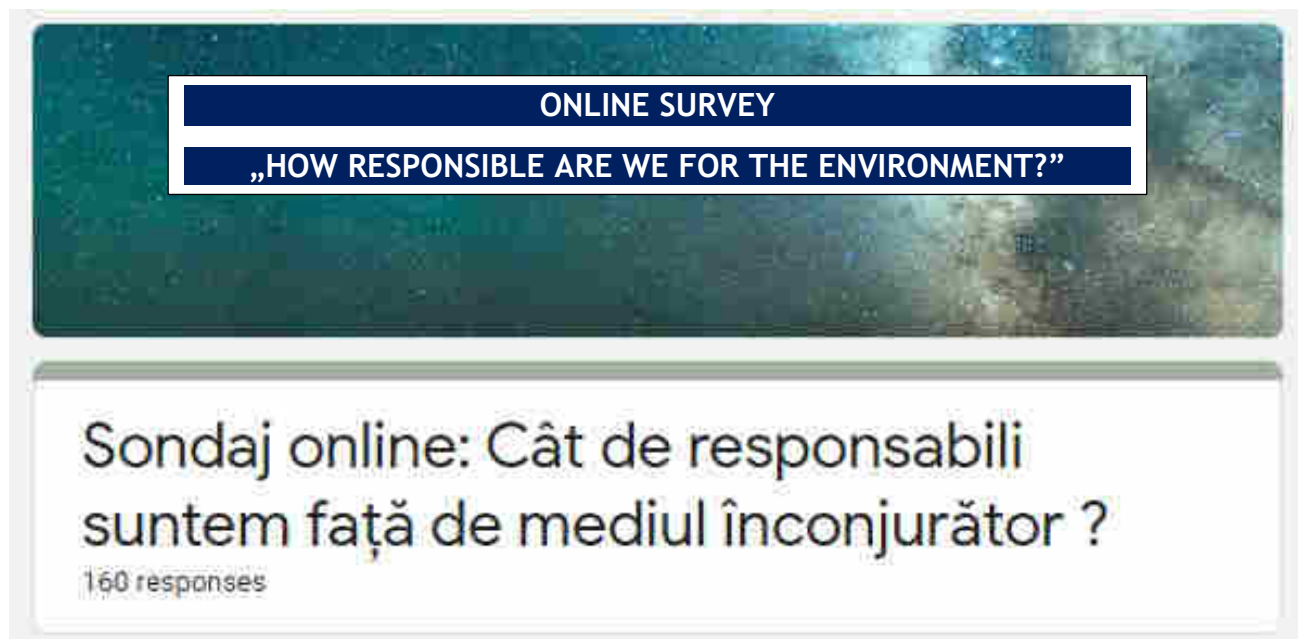 ONLINE SURVEY
„HOW RESPONSIBLE ARE WE FOR THE ENVIRONMENT?”
Sondaj online: Cât de responsabili
suntem față de mediul înconjurător ?
160 responses